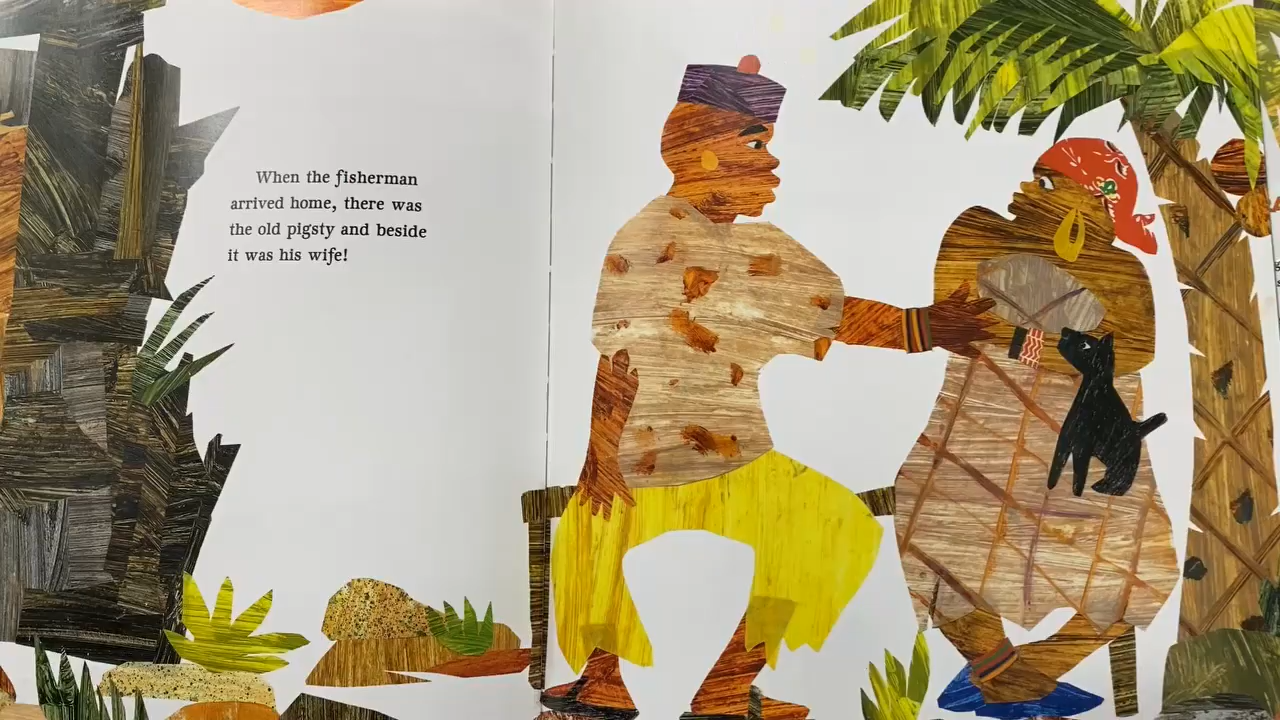 When the fisherman
arrived home, there was
the old pigsty and beside
it was his wife!